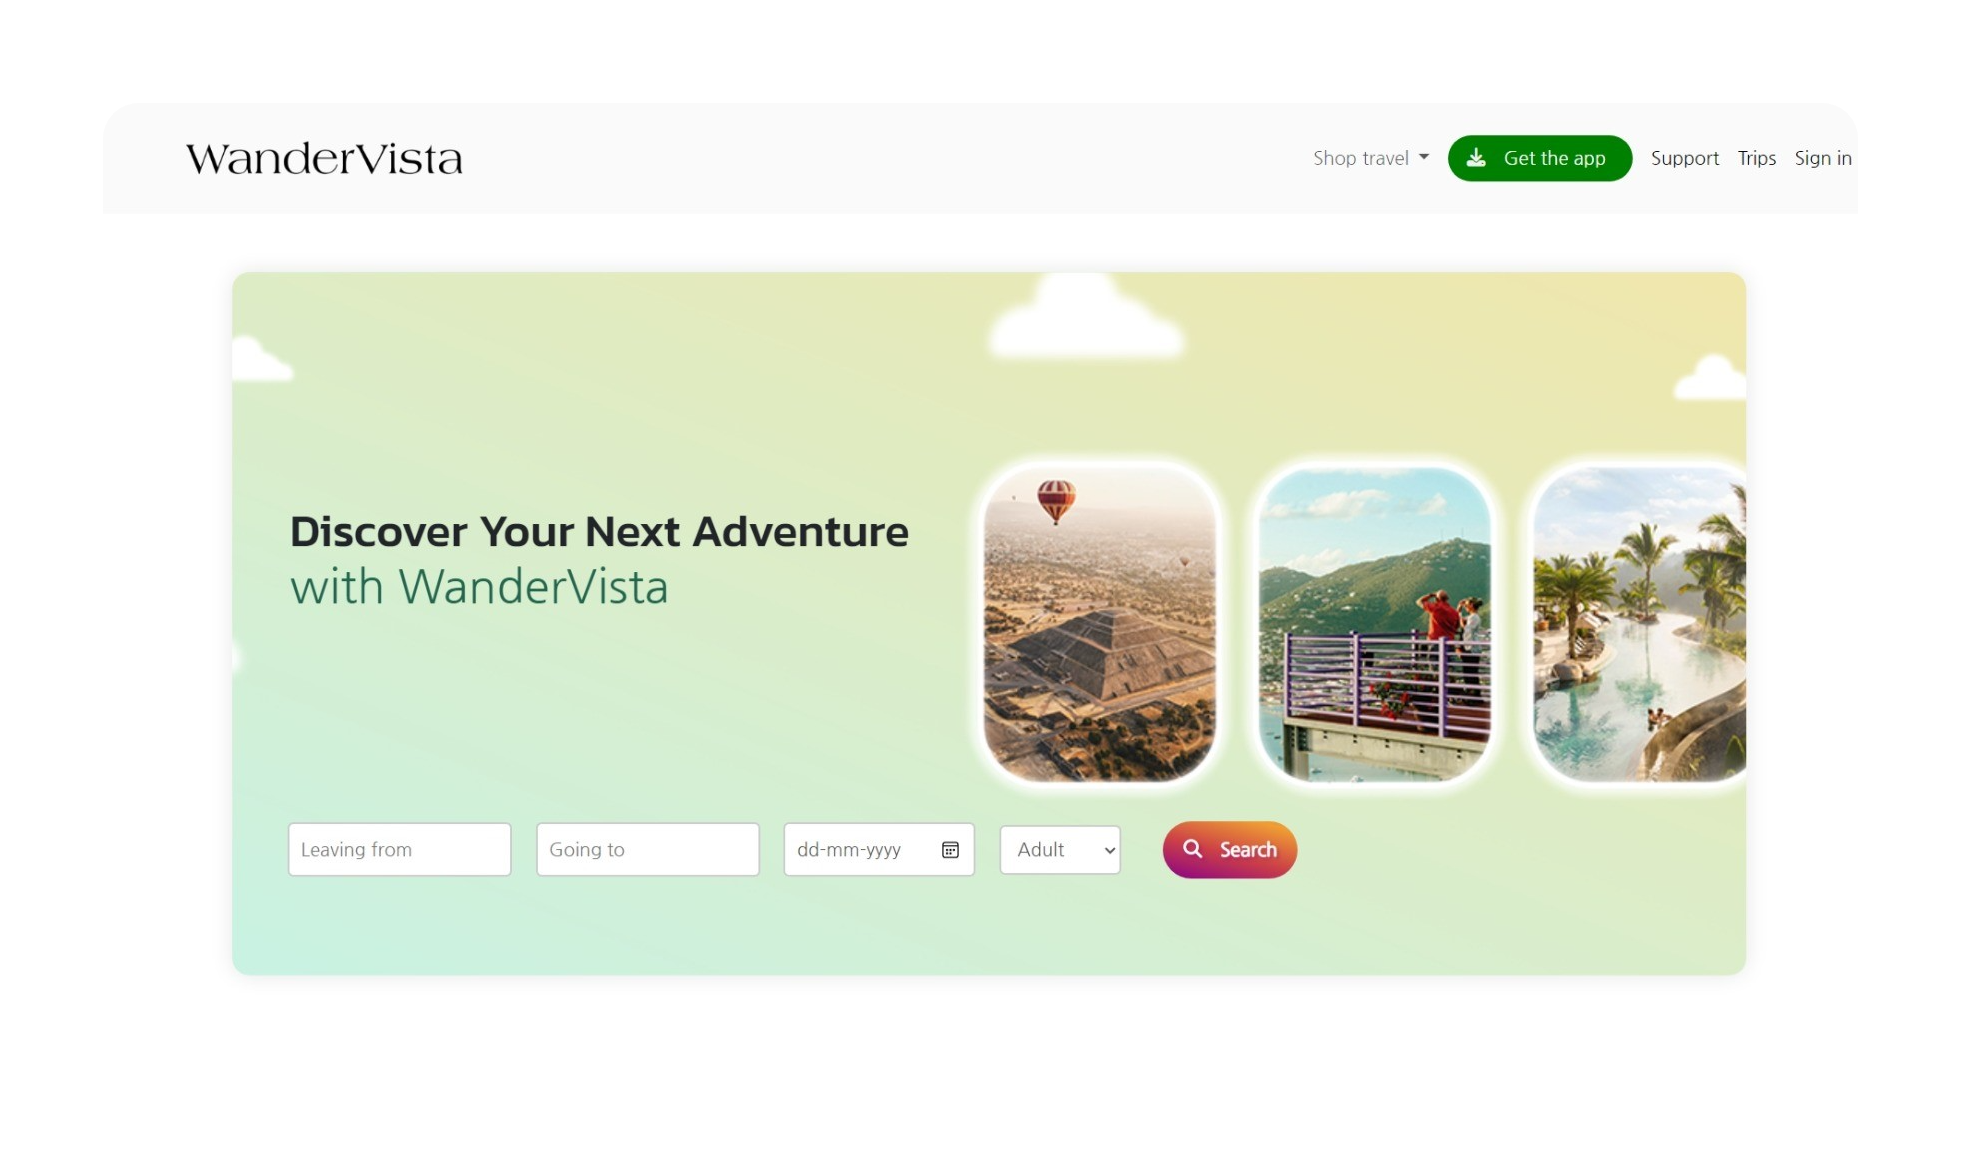 WanderVista
Shop travel
Get the app
Support
Trips
Sign in
Discover Your Next Adventure
with WanderVista
Leaving from
Going to
dd-mm-yyyy
Adult
Search